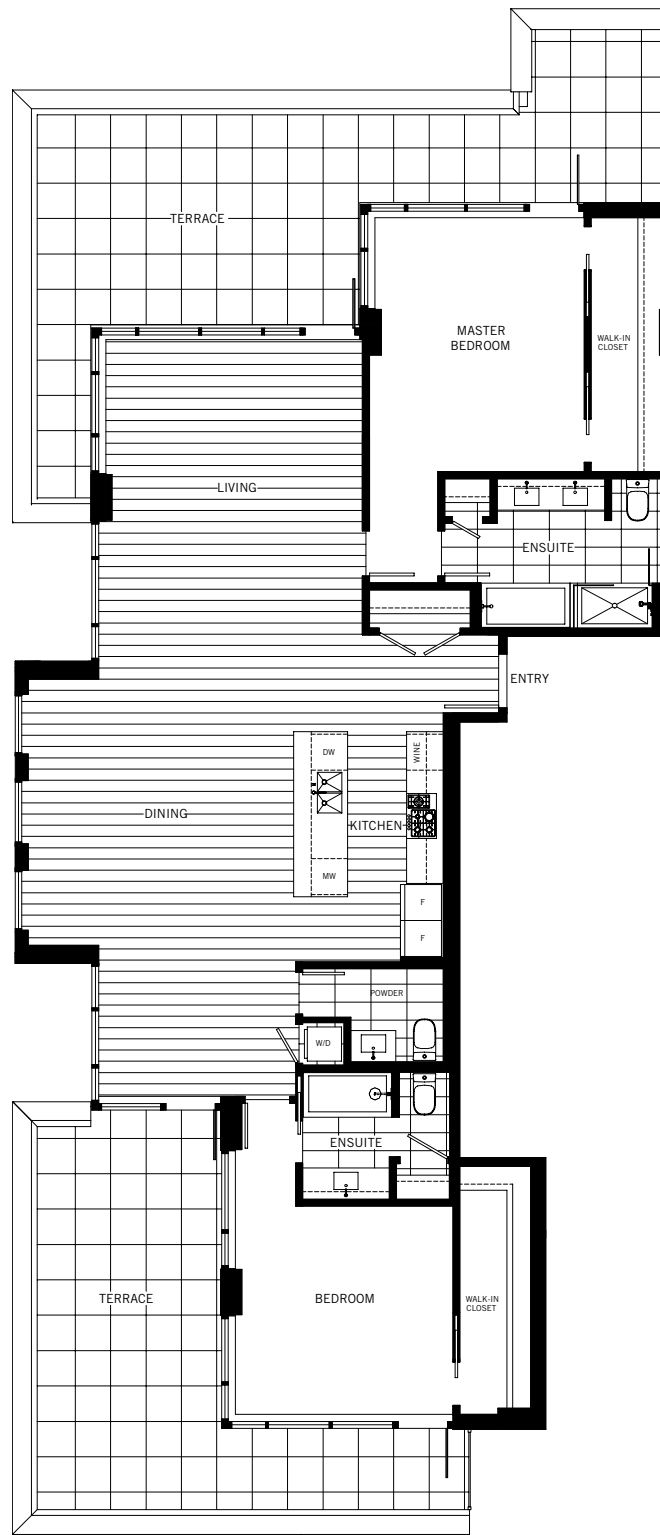 TERRACE
MASTER
BEDROOM
WALK-IN
CLOSET
LIVING
ENSUITE
ENTRY
DW
WINE
DINING
KITCHEN
MW
F
F
POWDER
W/D
ENSUITE
TERRACE
BEDROOM
WALK-IN
CLOSET